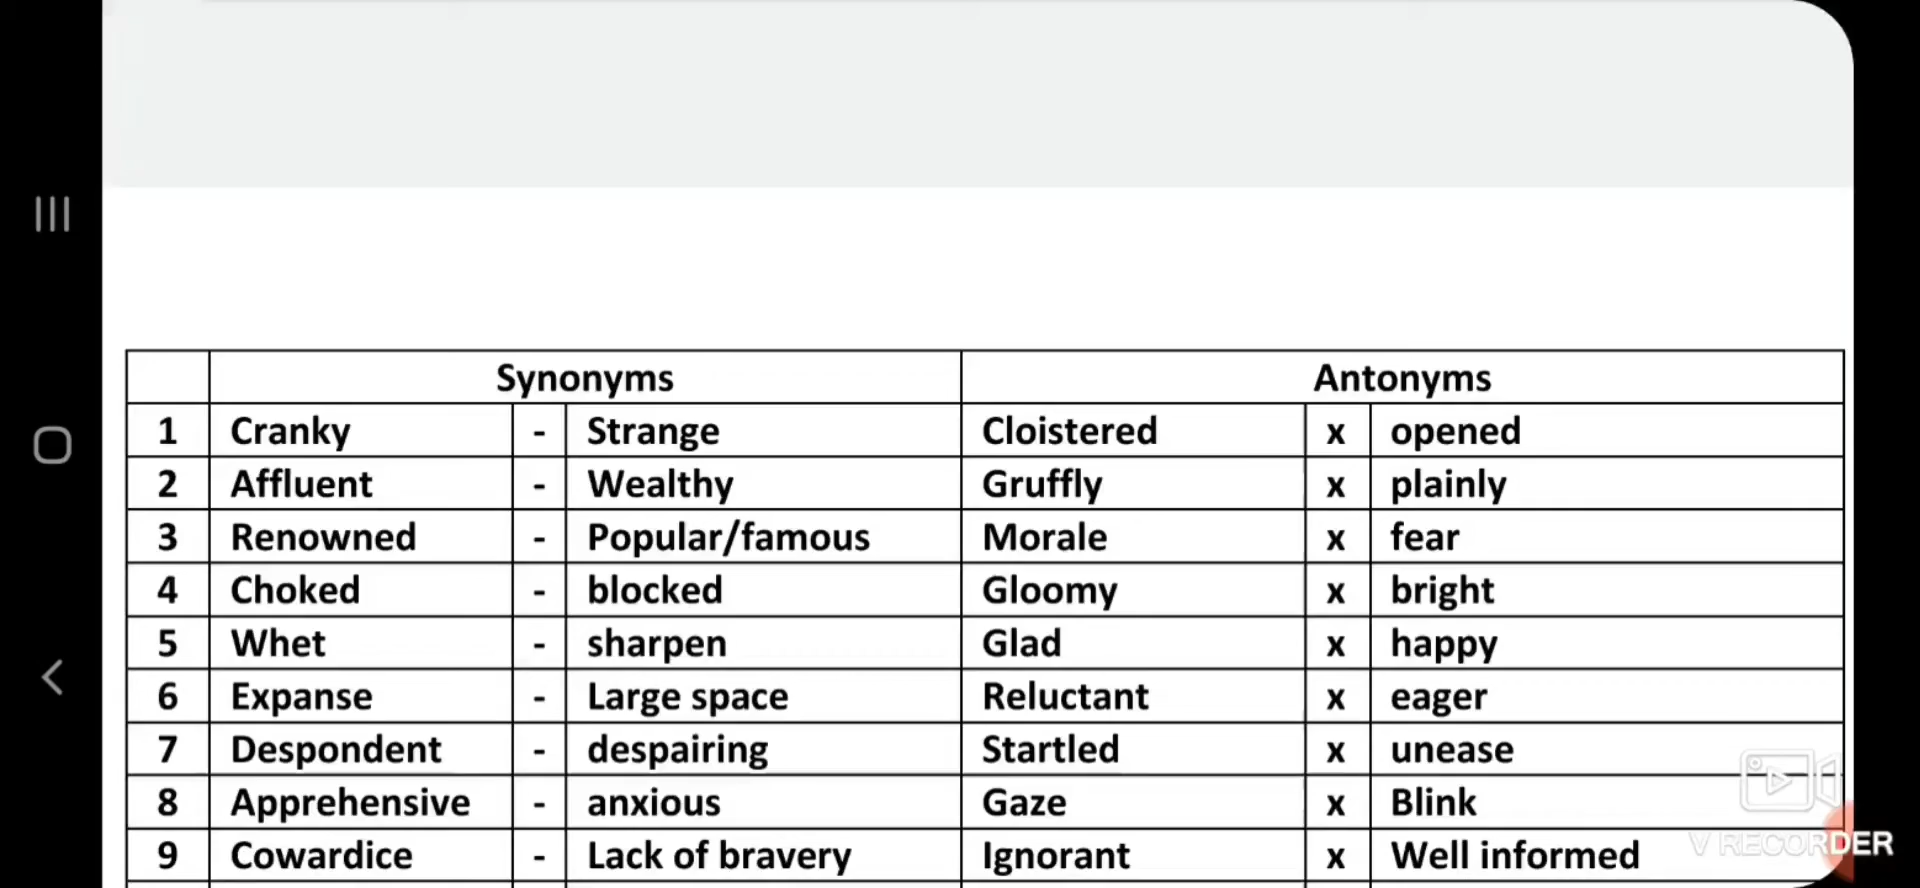 Synonyms Antonyms
1 Cranky - Strange Cloistered x opened
2 Affluent - Wealthy Gruffly x plainly
3 Renowned - Popular/famous Morale x fear
4 Choked - blocked Gloomy x bright
5 Whet - sharpen Glad x happy
6 Expanse - Large space Reluctant x eager
7 Despondent - despairing Startled x unease
8 Apprehensive - anxious Gaze x Blink
9 Cowardice - Lack of bravery Ignorant x Well informed
V RECORDER